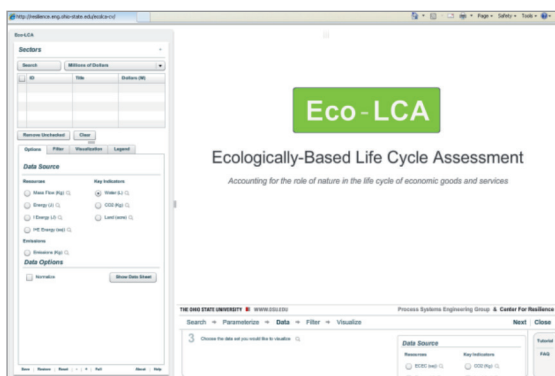 http://resilience.eng.ohio-state.edu/ecolca-cv/
Page Safety Tools
Eco-LCA
Sectors
Search Millions of Dollars
ID Title Dollars (M)
Remove Unchecked Clear
Options Filter Visualization Legend
Data Source
Resources Key Indicators
Mass Flow (Kg) Water (L)
Energy (J) CO2 (Kg)
I Energy (J) Land (acre)
IHE Energy (seJ)
Emissions
Emissions (Kg)
Data Options
Normalize Show Data Sheet
Save Restore Reset - + Full About Help
Eco-LCA
Ecologically-Based Life Cycle Assessment
Accounting for the role of nature in the life cycle of economic goods and services
THE OHIO STATE UNIVERSITY WWW.OSU.EDU Process Systems Engineering Group & Center For Resilience
Search Parameterize Data Filter Visualize Next Close
3 Choose the data set you would like to visualize
Data Source
Resources Key Indicators
ECEC (seJ) CO2 (Kg)
Tutorial
FAQ